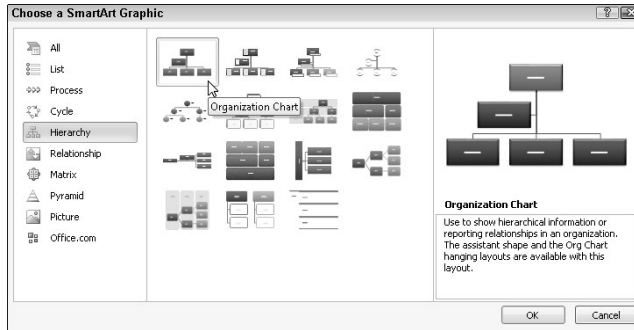 Choose a SmartArt Graphic
All
List
Process
Cycle
Hierarchy
Relationship
Matrix
Pyramid
Picture
Office.com
Organization Chart
Organization Chart
Use to show hierarchical information or
reporting relationships in an organization.
The assistant shape and the Org Chart
hanging layouts are available with this
layout.
OK
Cancel